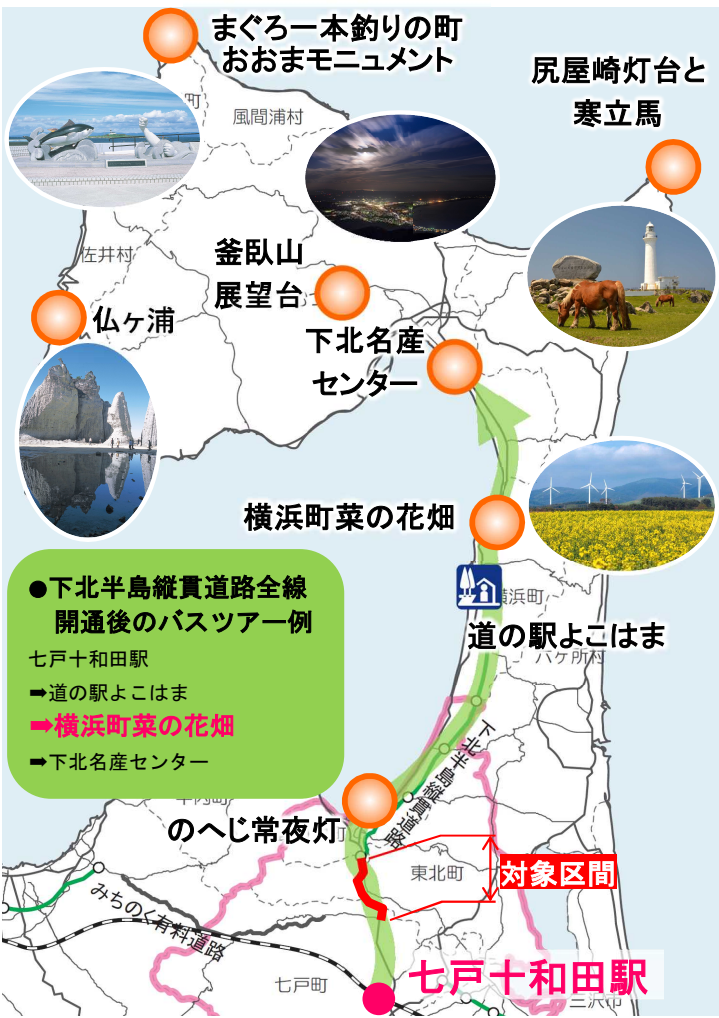 まぐろ一本釣りの町
おおまモニュメント
尻屋崎灯台と
寒立馬
町
風間浦村
佐井村
釜臥山
展望台
仏ヶ浦
下北名産
センター
横浜町菜の花畑
●下北半島縦貫道路全線
開通後のバスツアー例
七戸十和田駅
➡道の駅よこはま
➡横浜町菜の花畑
➡下北名産センター
横浜町
道の駅よこはま
六ヶ所村
下北半島縦貫道路
のへじ常夜灯
町
東北町
対象区間
みちのく有料道路
七戸町
七戸十和田駅
三沢市